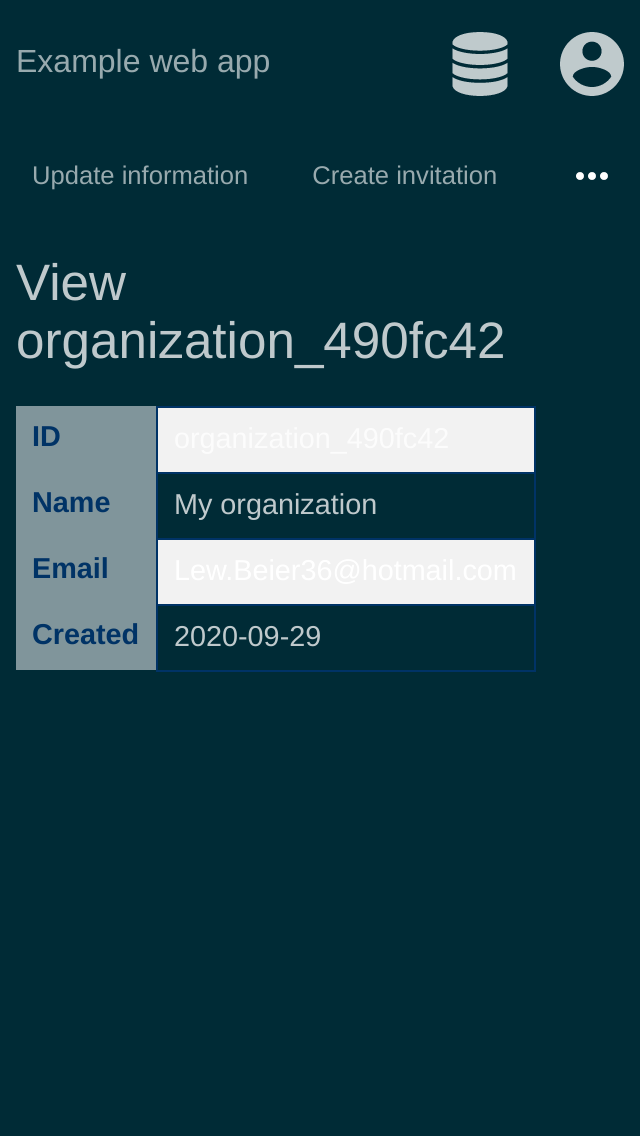 Example web app
Update information
Create invitation
View
organization_490fc42
ID organization_490fc42
Name My organization
Email Lew.Beier36@hotmail.com
Created 2020-09-29